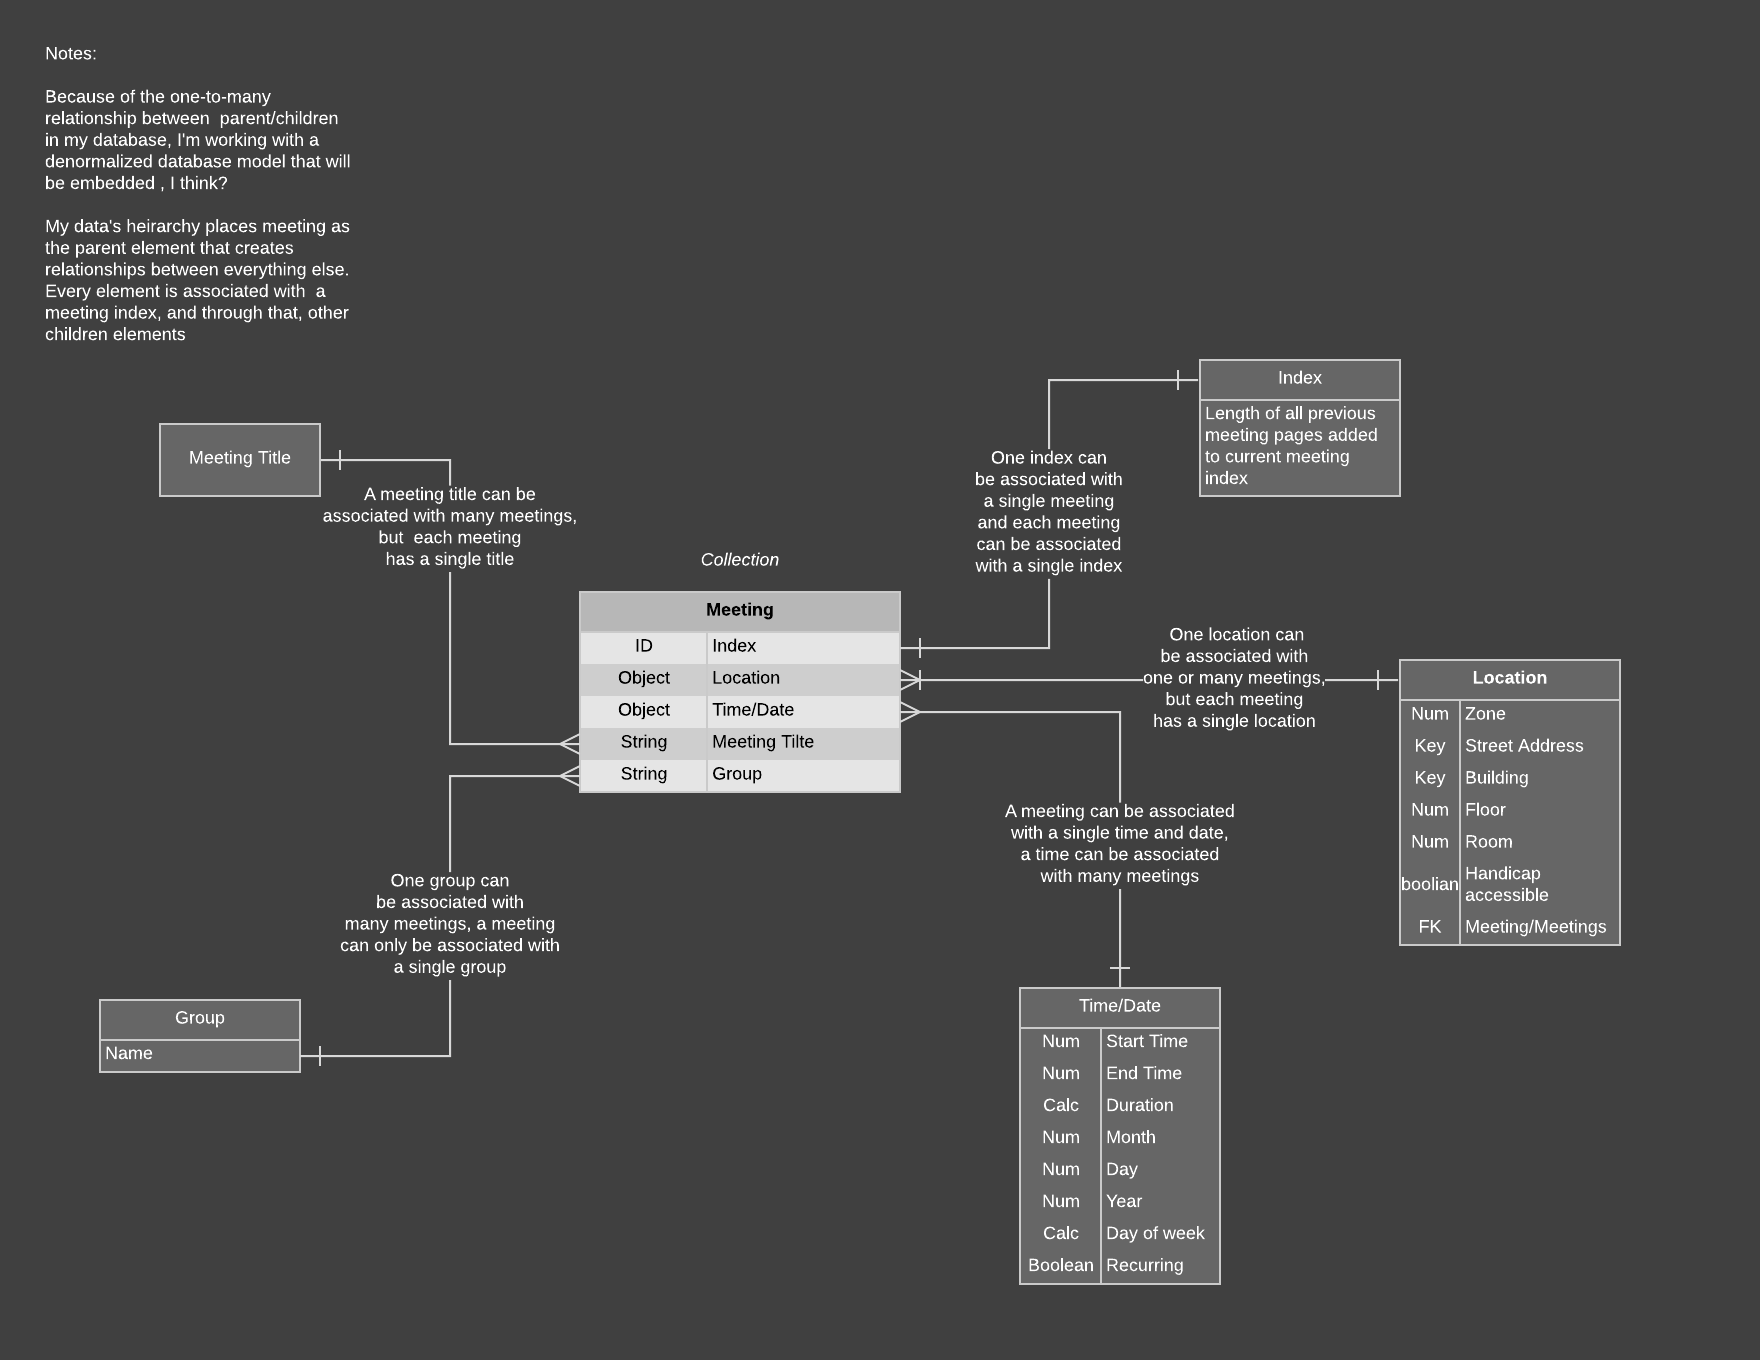 Notes:
Because of the one-to-many
relationship between  parent/children
in my database, I'm working with a
denormalized database model that will
be embedded , I think?
My data's heirarchy places meeting as
the parent element that creates
relationships between everything else.
Every element is associated with  a
meeting index, and through that, other
children elements
Index
Length of all previous
meeting pages added
to current meeting
index
Meeting Title
A meeting title can be
associated with many meetings,
but  each meeting
has a single title
One index can
be associated with
a single meeting
and each meeting
can be associated
with a single index
Collection
Meeting
ID Index
Object Location
Object Time/Date
String Meeting Tilte
String Group
One location can
be associated with
one or many meetings,
but each meeting
has a single location
Location
Num Zone
Key Street Address
Key Building
Num Floor
Num Room
boolian Handicap
accessible
FK Meeting/Meetings
A meeting can be associated
with a single time and date,
a time can be associated
with many meetings
One group can
be associated with
many meetings, a meeting
can only be associated with
a single group
Group
Name
Time/Date
Num Start Time
Num End Time
Calc Duration
Num Month
Num Day
Num Year
Calc Day of week
Boolean Recurring